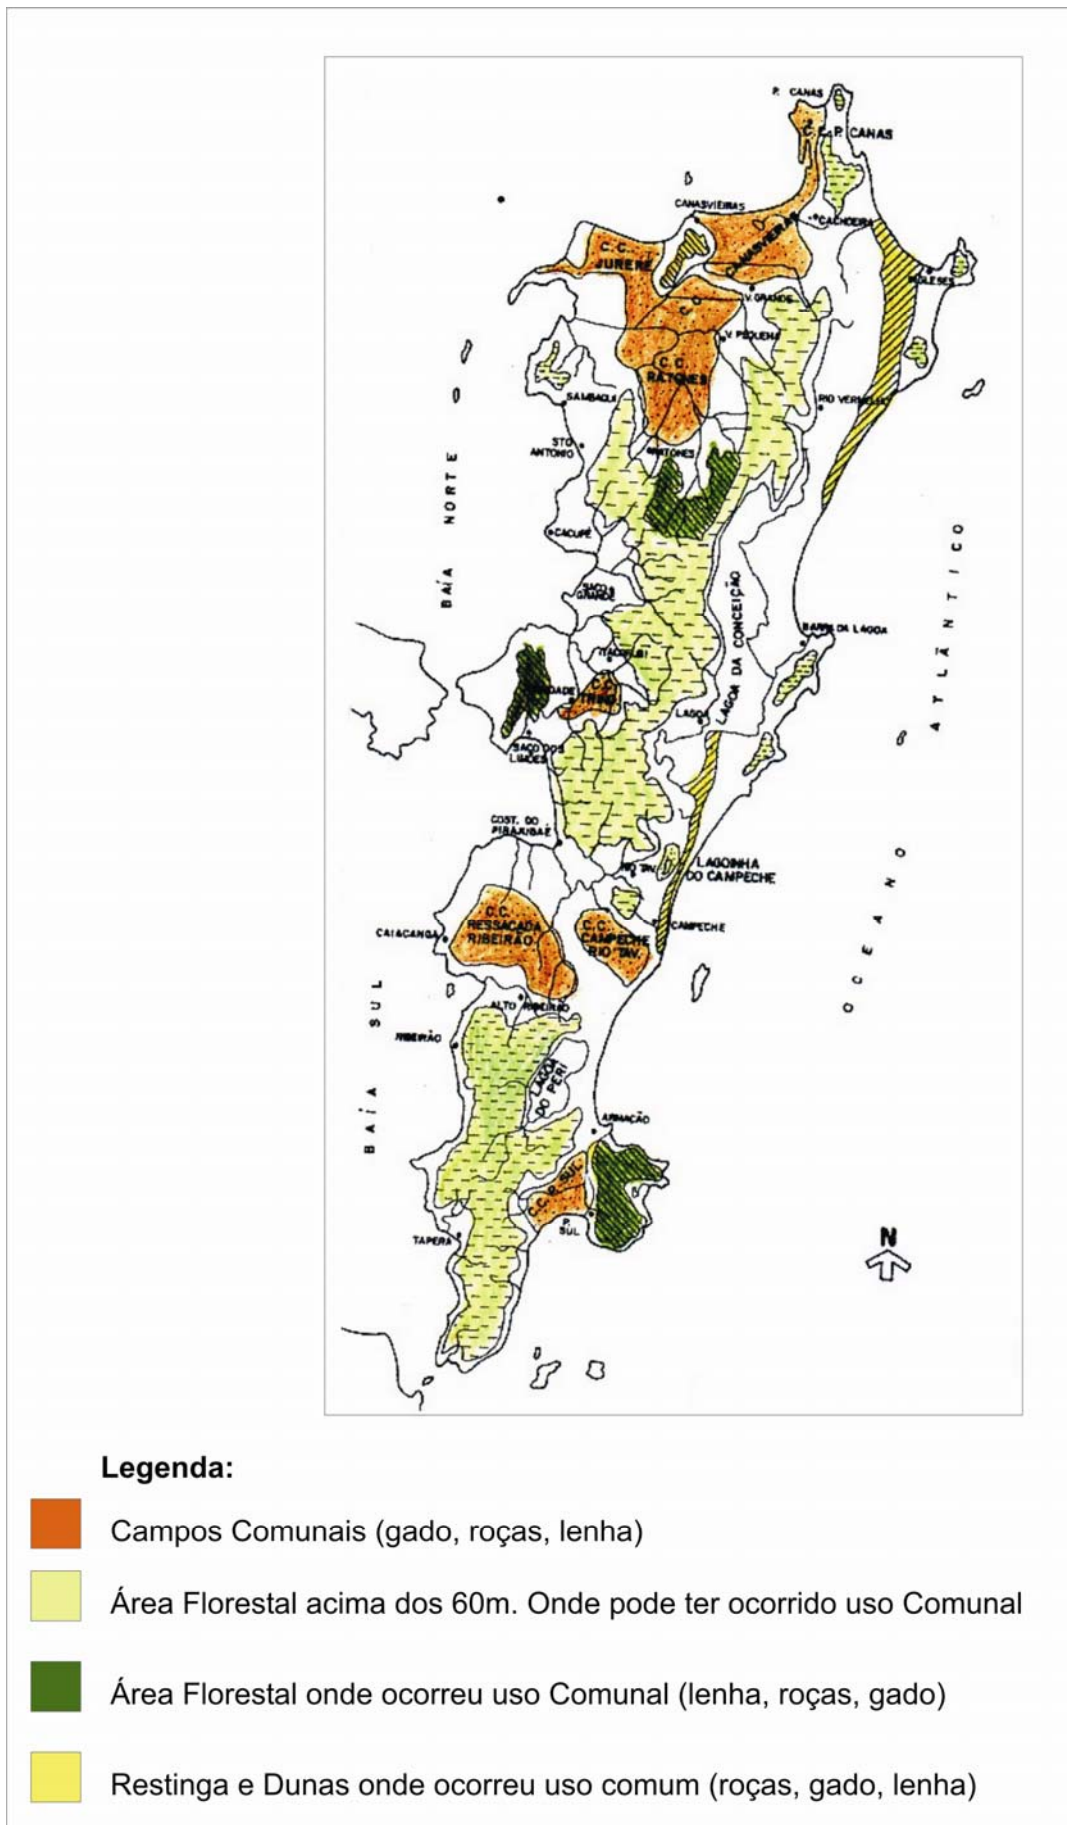 P. CANAS
C. C. P. CANAS
CANASVIEIRAS
CACHOEIRA
CANASVIEIRAS
C. C.
JURERÊ
INGLESES
V. GRANDE
C. C.
V. PEQUENA
C. C.
RATONES
RIO VERMELHO
SAMBAQUI
STO
ANTONIO
RATONES
BAÍA NORTE
CACUPÉ
SACO
GRANDE
LAGOA DA CONCEIÇÃO
BARRA DA LAGOA
OCEANO ATLÂNTICO
ITACORUBI
C. C.
TRIND.
LAGOA
SACO DOS
LIMÕES
COST. DO
PIRAJUBAÉ
RIO TAV.
LAGOINHA
DO CAMPECHE
C.C.
RESSACADA
RIBEIRÃO
C. C.
CAMPECHE
RIO TAV.
CAMPECHE
CAIACANGA
BAÍA SUL
ALTO RIBEIRÃO
RIBEIRÃO
LAGOA
DO PERI
ARMAÇÃO
C.C. P. SUL
P.
SUL
TAPERA
N
Legenda:
Campos Comunais (gado, roças, lenha)
Área Florestal acima dos 60m. Onde pode ter ocorrido uso Comunal
Área Florestal onde ocorreu uso Comunal (lenha, roças, gado)
Restinga e Dunas onde ocorreu uso comum (roças, gado, lenha)